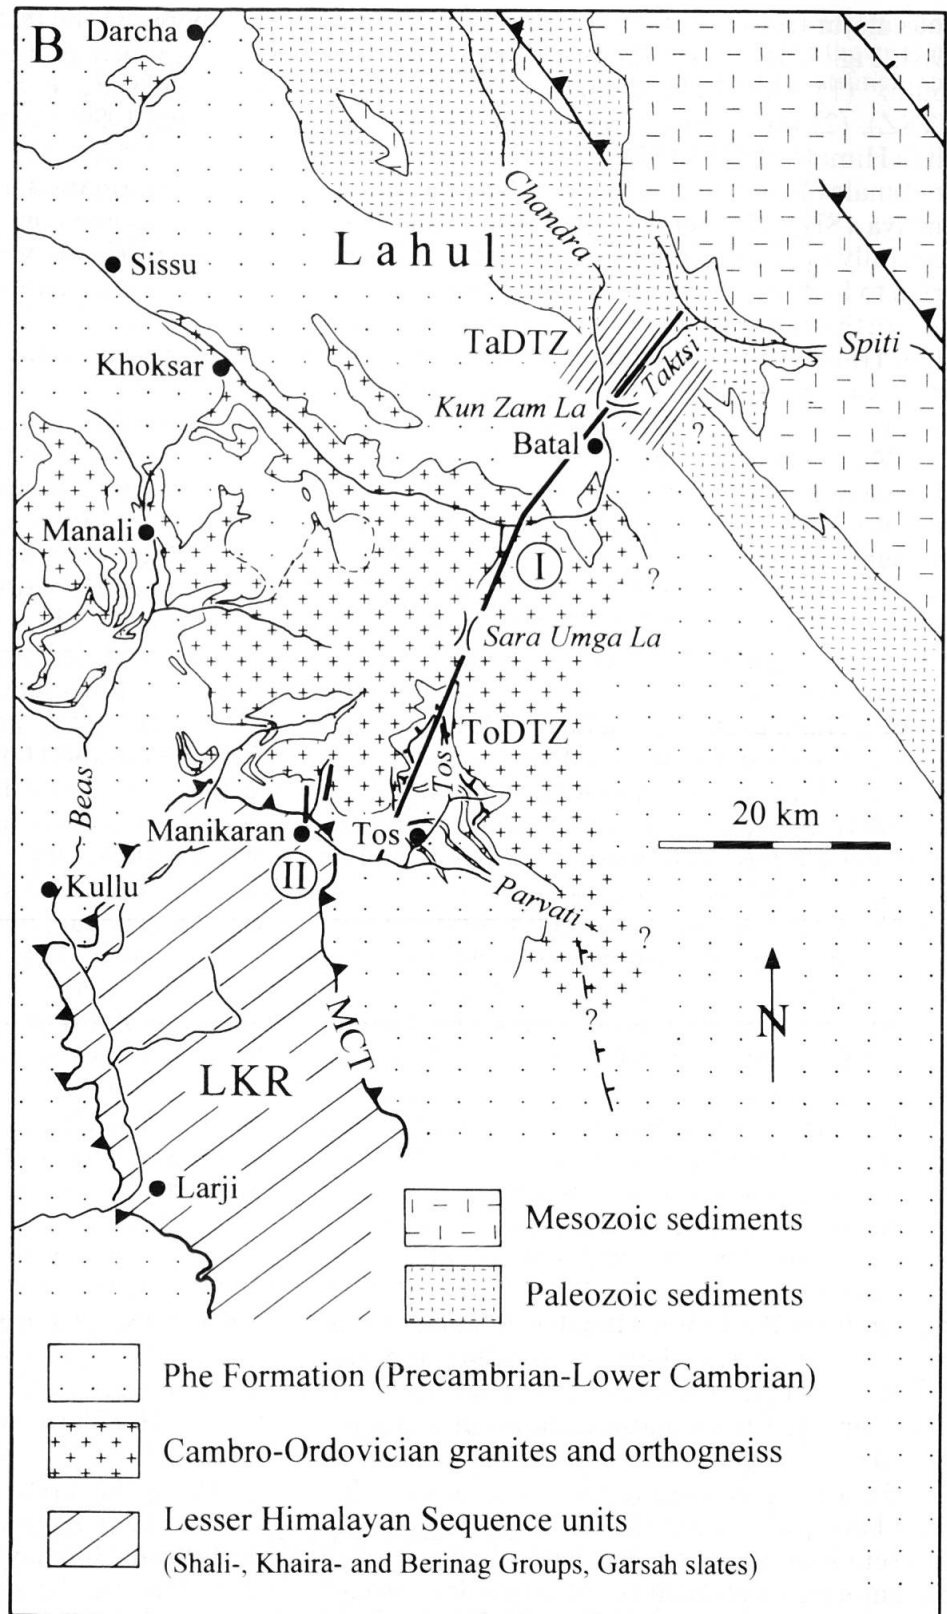 B
Darcha
Chandra
Lahul
Sissu
TaDTZ
Taktsi
Spiti
Khoksar
Kun Zam La
?
Batal
Manali
I
?
Sara Umga La
ToDTZ
Tos
Beas
20 km
Manikaran
Tos
II
Kullu
Parvati
?
MCT
?
N
LKR
Larji
Mesozoic sediments
Paleozoic sediments
Phe Formation (Precambrian-Lower Cambrian)
Cambro-Ordovician granites and orthogneiss
Lesser Himalayan Sequence units
(Shali-, Khaira- and Berinag Groups, Garsah slates)